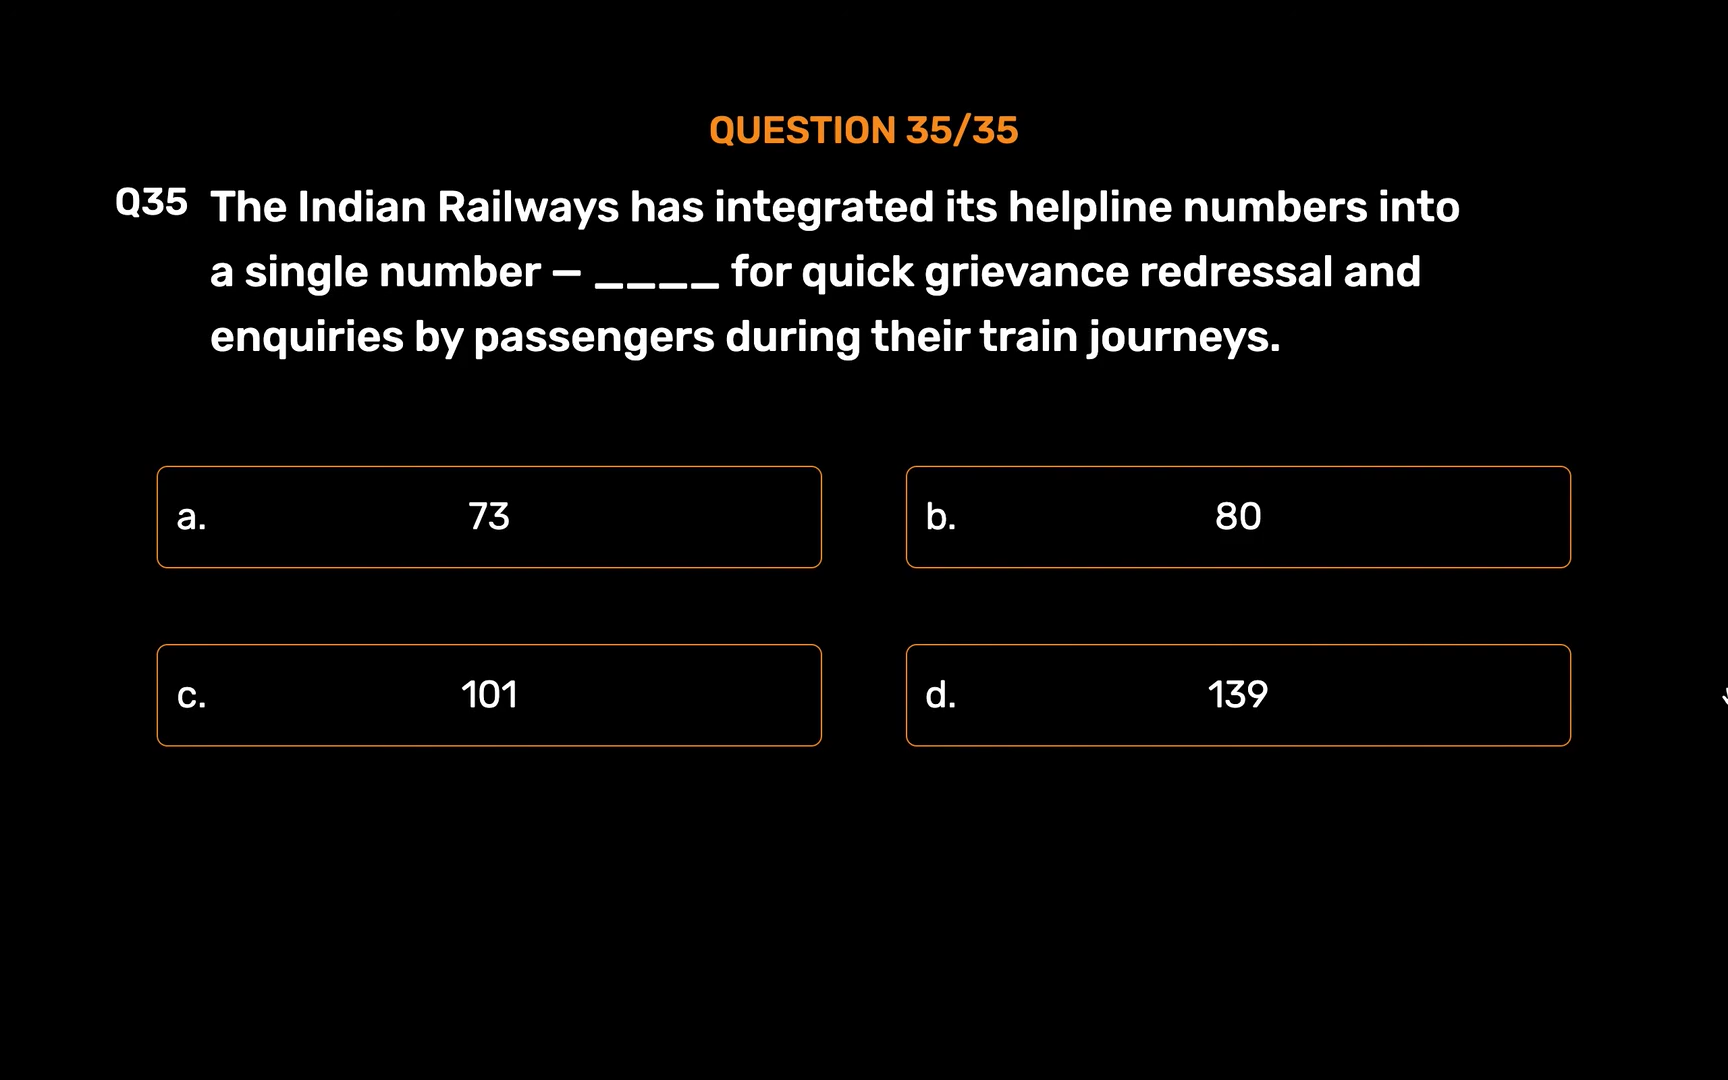 QUESTION 35/35
Q35 The Indian Railways has integrated its helpline numbers into
a single number – ____ for quick grievance redressal and
enquiries by passengers during their train journeys.
a. 73
b. 80
c. 101
d. 139